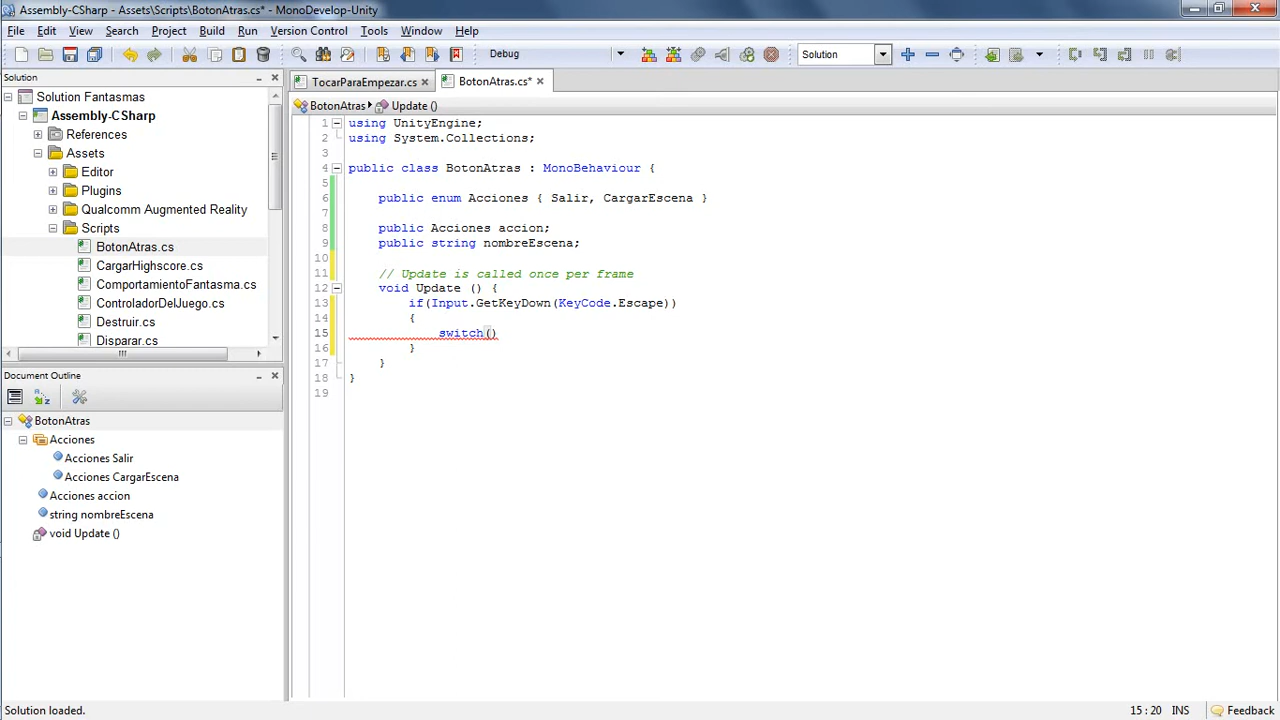 Assembly-CSharp - Assets\Scripts\BotonAtras.cs* - MonoDevelop-Unity
File Edit View Search Project Build Run Version Control Tools Window Help
Debug Solution
Solution
Solution Fantasmas
Assembly-CSharp
References
Assets
Editor
Plugins
Qualcomm Augmented Reality
Scripts
BotonAtras.cs
CargarHighscore.cs
ComportamientoFantasma.cs
ControladorDelJuego.cs
Destruir.cs
Disparar.cs
Document Outline
BotonAtras
Acciones
Acciones Salir
Acciones CargarEscena
Acciones accion
string nombreEscena
void Update ()
TocarParaEmpezar.cs BotonAtras.cs*
BotonAtras Update ()
1 using UnityEngine;
2 using System.Collections;
3
4 public class BotonAtras : MonoBehaviour {
5
6 public enum Acciones { Salir, CargarEscena }
7
8 public Acciones accion;
9 public string nombreEscena;
10
11 // Update is called once per frame
12 void Update () {
13 if(Input.GetKeyDown(KeyCode.Escape))
14 {
15 switch()
16 }
17 }
18 }
19
Solution loaded. 15 : 20 INS Feedback